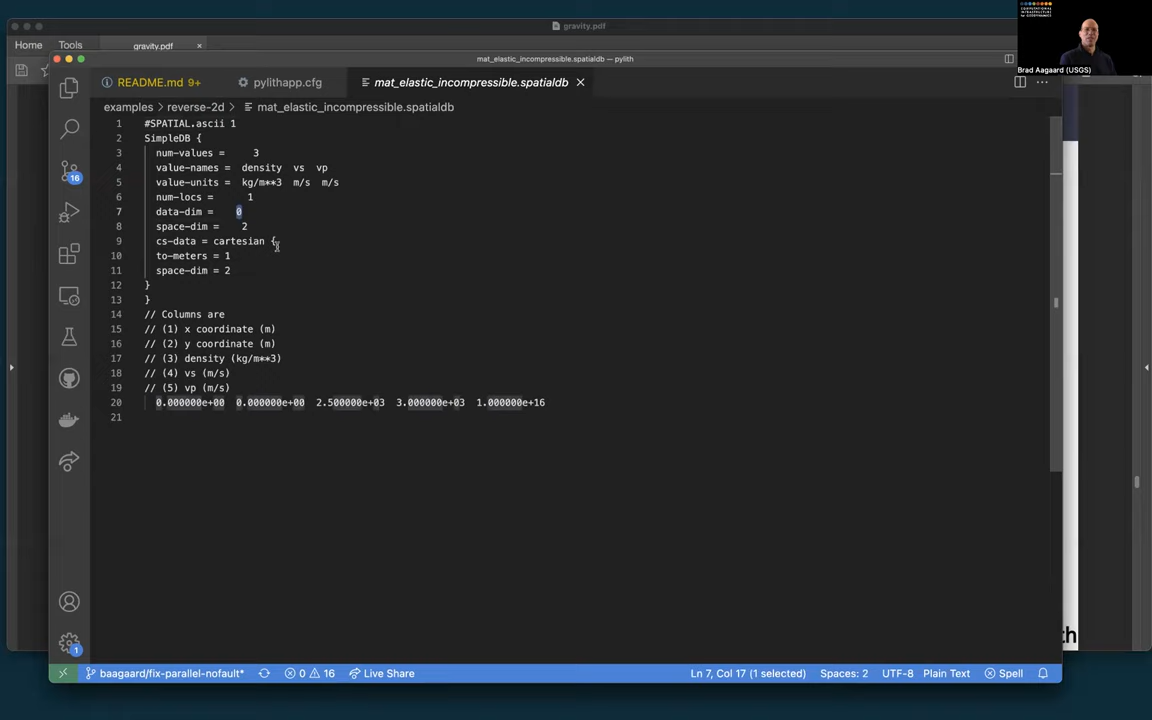 gravity.pdf
Home Tools gravity.pdf ×
COMPUTATIONAL
INFRASTRUCTURE
for GEODYNAMICS
Brad Aagaard (USGS)
mat_elastic_incompressible.spatialdb — pylith
README.md 9+ pylithapp.cfg mat_elastic_incompressible.spatialdb
examples > reverse-2d > mat_elastic_incompressible.spatialdb
1 #SPATIAL.ascii 1
2 SimpleDB {
3 num-values = 3
4 value-names = density vs vp
5 value-units = kg/m**3 m/s m/s
6 num-locs = 1
7 data-dim = 0
8 space-dim = 2
9 cs-data = cartesian {
10 to-meters = 1
11 space-dim = 2
12 }
13 }
14 // Columns are
15 // (1) x coordinate (m)
16 // (2) y coordinate (m)
17 // (3) density (kg/m**3)
18 // (4) vs (m/s)
19 // (5) vp (m/s)
20 0.000000e+00 0.000000e+00 2.500000e+03 3.000000e+03 1.000000e+16
21
16
1
th
baagaard/fix-parallel-nofault* 0 16 Live Share Ln 7, Col 17 (1 selected) Spaces: 2 UTF-8 Plain Text Spell